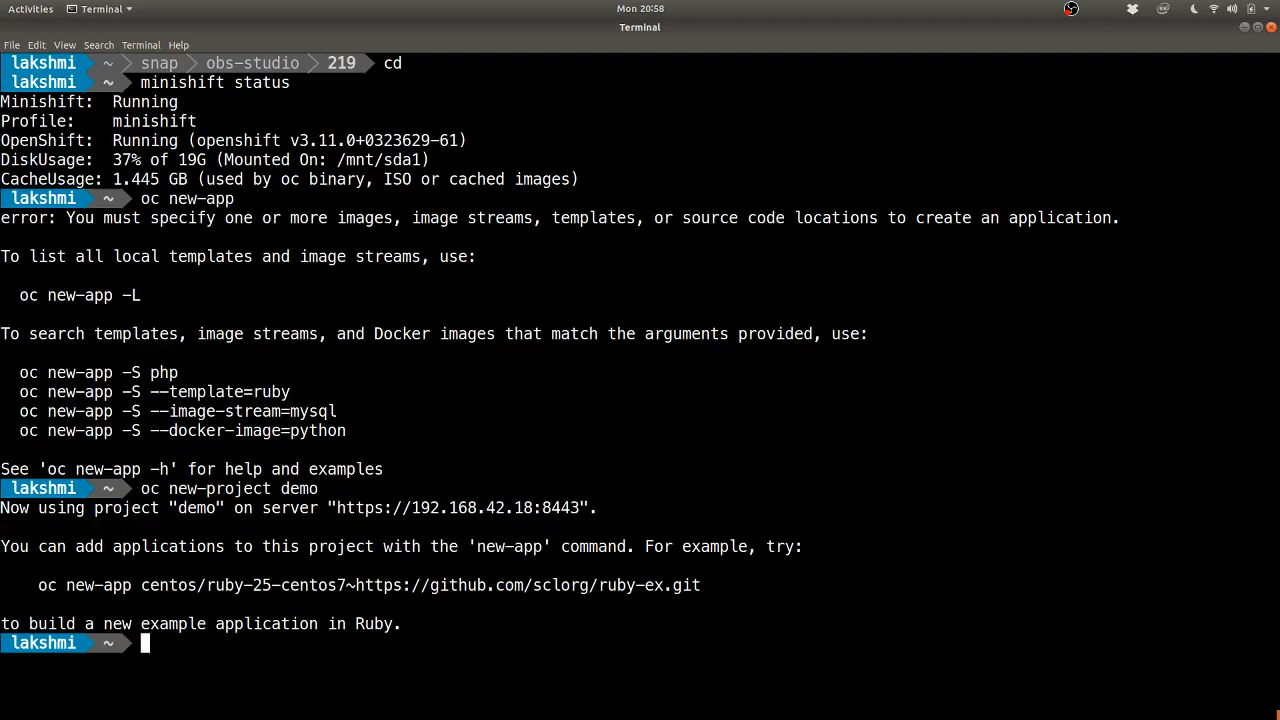 Activities Terminal Mon 20:58
Terminal
File Edit View Search Terminal Help
lakshmi ~ snap obs-studio 219 cd
lakshmi ~ minishift status
Minishift: Running
Profile: minishift
OpenShift: Running (openshift v3.11.0+0323629-61)
DiskUsage: 37% of 19G (Mounted On: /mnt/sda1)
CacheUsage: 1.445 GB (used by oc binary, ISO or cached images)
lakshmi ~ oc new-app
error: You must specify one or more images, image streams, templates, or source code locations to create an application.
To list all local templates and image streams, use:
oc new-app -L
To search templates, image streams, and Docker images that match the arguments provided, use:
oc new-app -S php
oc new-app -S --template=ruby
oc new-app -S --image-stream=mysql
oc new-app -S --docker-image=python
See 'oc new-app -h' for help and examples
lakshmi ~ oc new-project demo
Now using project "demo" on server "https://192.168.42.18:8443".
You can add applications to this project with the 'new-app' command. For example, try:
oc new-app centos/ruby-25-centos7~https://github.com/sclorg/ruby-ex.git
to build a new example application in Ruby.
lakshmi ~